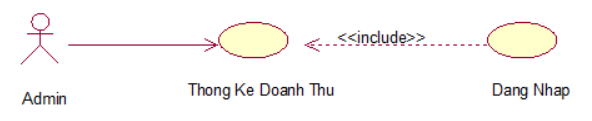 <<include>>
Admin
Thong Ke Doanh Thu
Dang Nhap